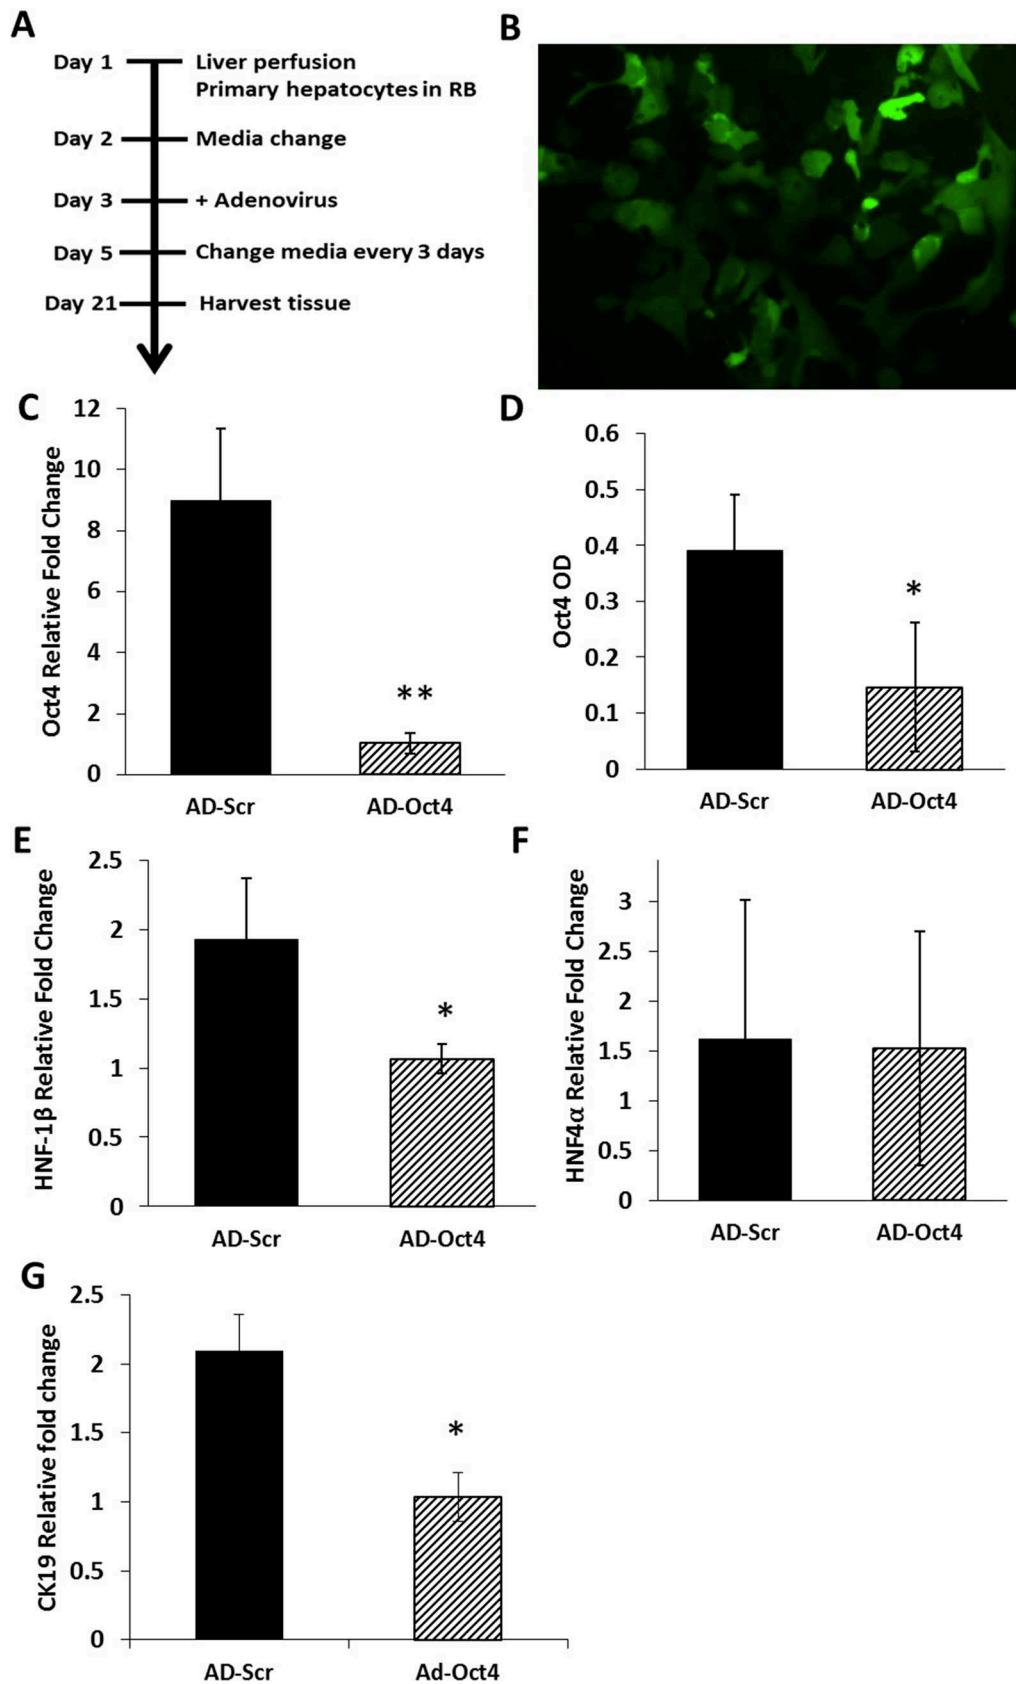 A
Day 1
Liver perfusion
Primary hepatocytes in RB
Day 2
Media change
Day 3
+ Adenovirus
Day 5
Change media every 3 days
Day 21
Harvest tissue
B
C
Oct4 Relative Fold Change
12
10
8
6
4
2
0
**
AD-Scr
AD-Oct4
D
Oct4 OD
0.6
0.5
0.4
0.3
0.2
0.1
0
*
AD-Scr
AD-Oct4
E
HNF-1β Relative Fold Change
2.5
2
1.5
1
0.5
0
*
AD-Scr
AD-Oct4
F
HNF4α Relative Fold Change
3
2.5
2
1.5
1
0.5
0
AD-Scr
AD-Oct4
G
CK19 Relative fold change
2.5
2
1.5
1
0.5
0
*
AD-Scr
Ad-Oct4